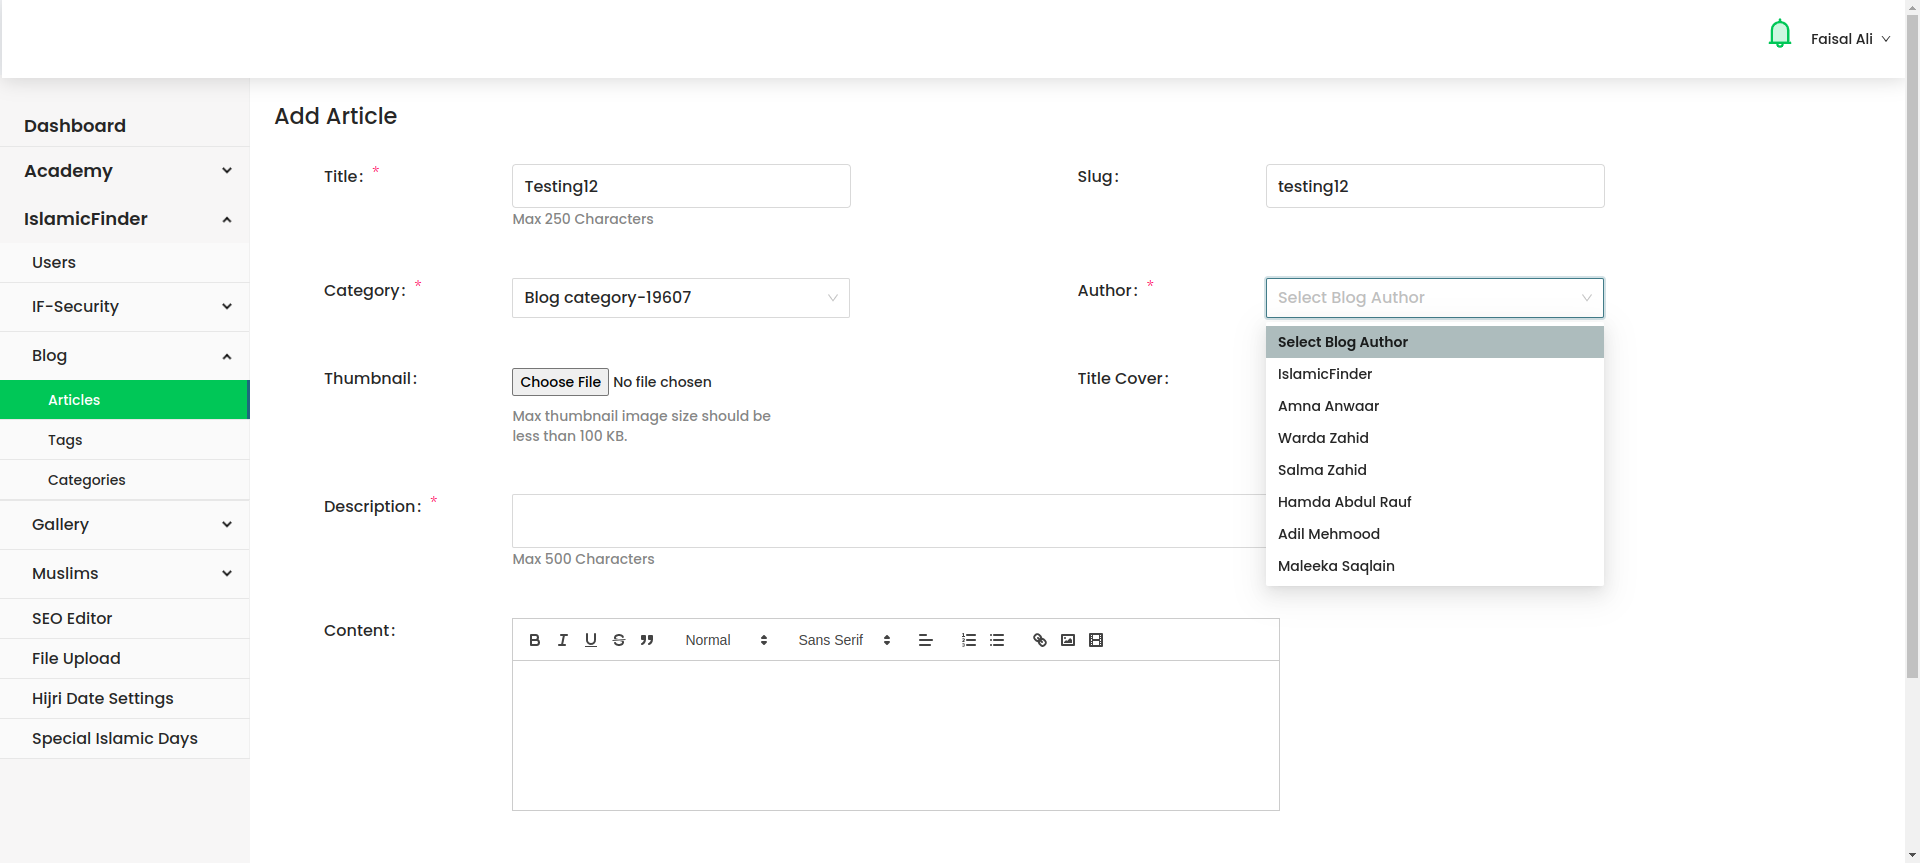 Faisal Ali
Dashboard
Academy
IslamicFinder
Users
IF-Security
Blog
Articles
Tags
Categories
Gallery
Muslims
SEO Editor
File Upload
Hijri Date Settings
Special Islamic Days
Add Article
Title: *
Testing12
Max 250 Characters
Slug:
testing12
Category: *
Blog category-19607
Author: *
Select Blog Author
Select Blog Author
IslamicFinder
Amna Anwaar
Warda Zahid
Salma Zahid
Hamda Abdul Rauf
Adil Mehmood
Maleeka Saqlain
Thumbnail:
Choose File No file chosen
Max thumbnail image size should be
less than 100 KB.
Title Cover:
Description: *
Max 500 Characters
Content:
Normal
Sans Serif